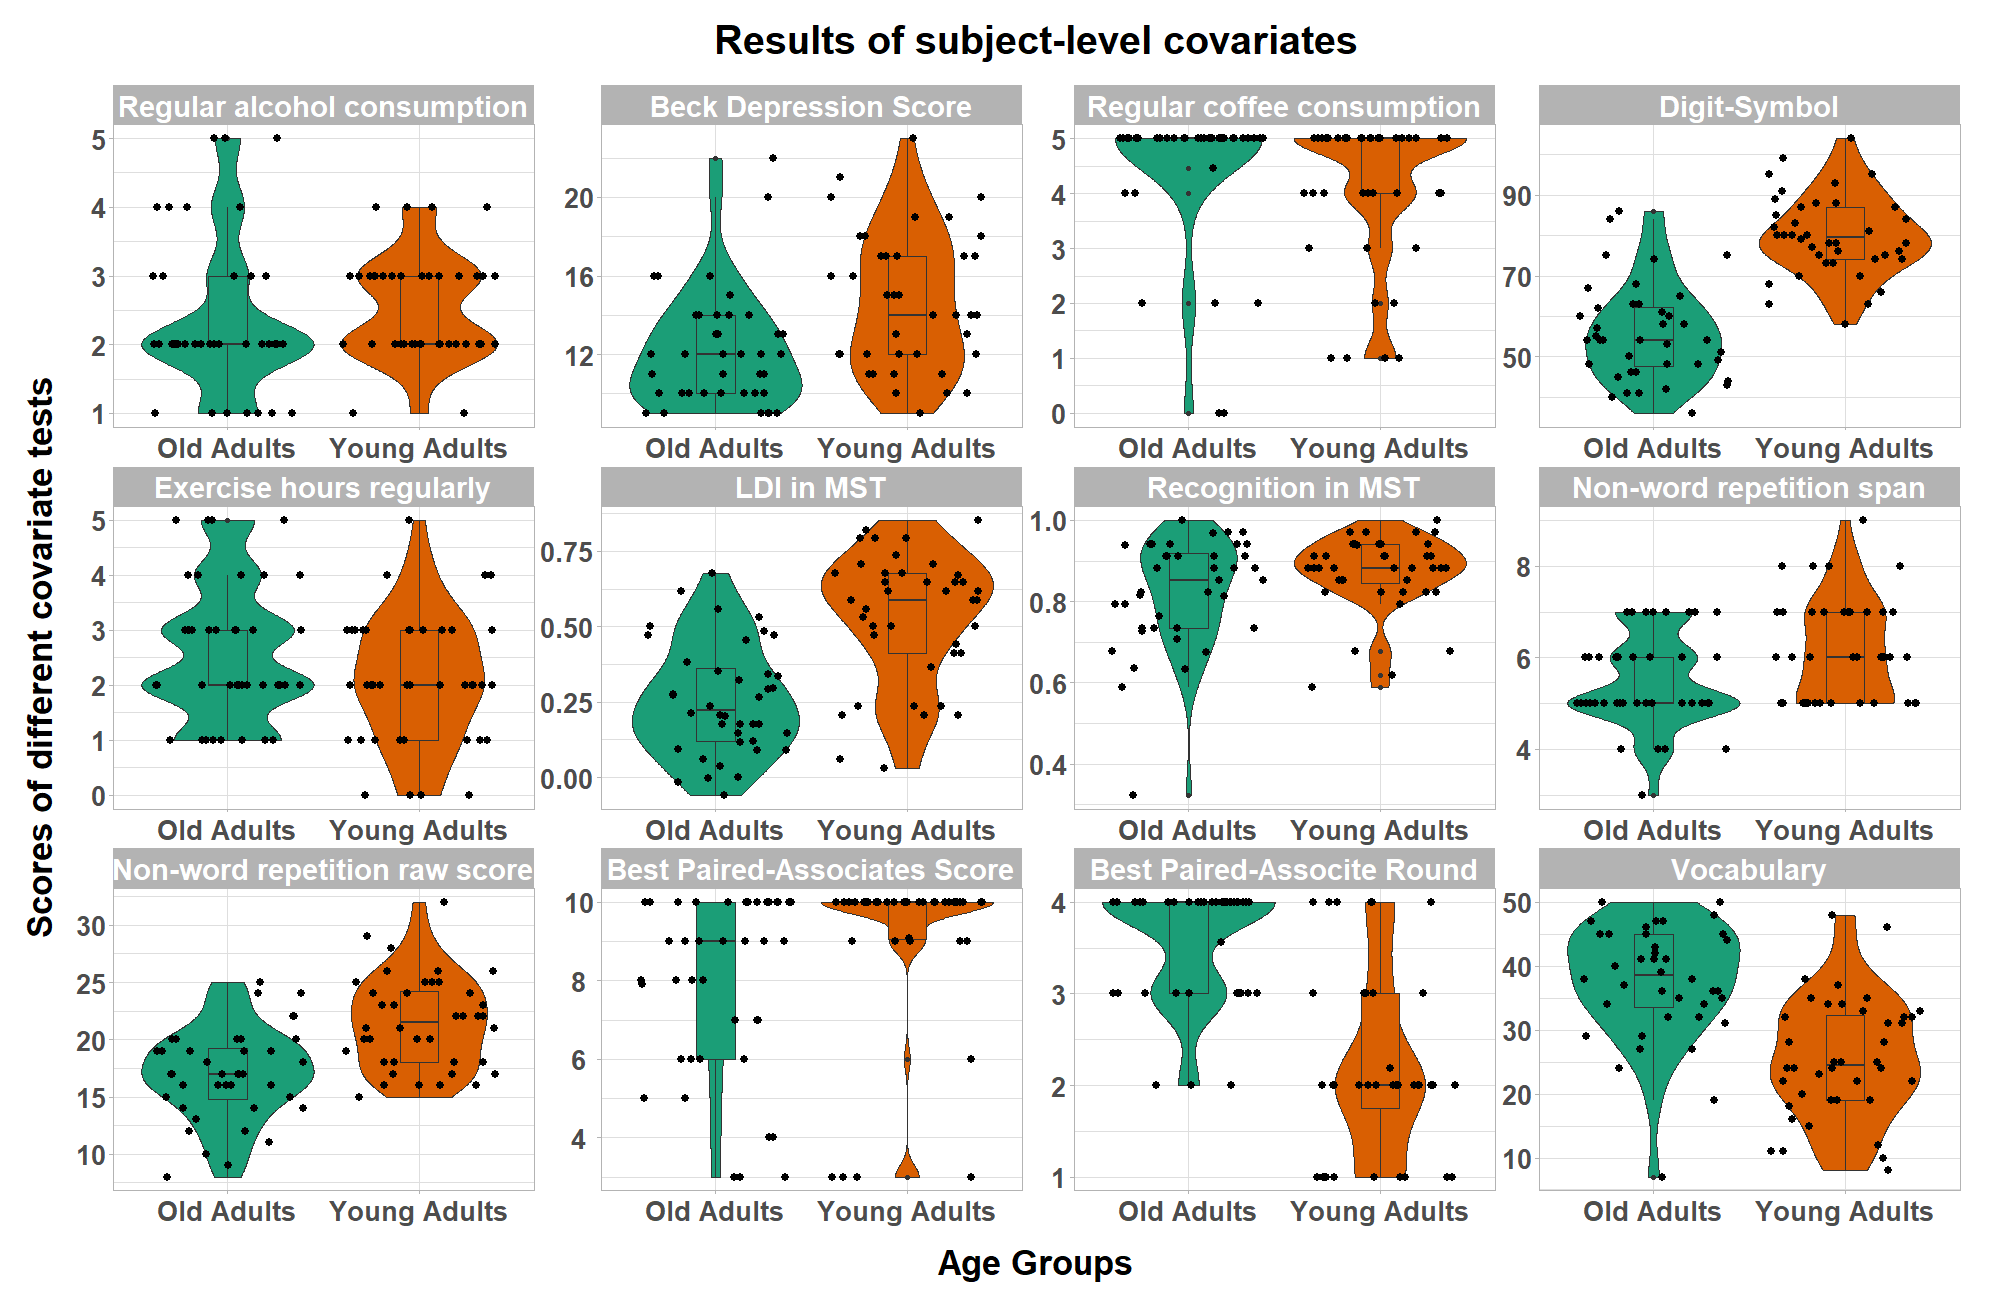 Results of subject-level covariates
Scores of different covariate tests
Regular alcohol consumption
5
4
3
2
1
Old Adults Young Adults
Beck Depression Score
20
16
12
Old Adults Young Adults
Regular coffee consumption
5
4
3
2
1
0
Old Adults Young Adults
Digit-Symbol
90
70
50
Old Adults Young Adults
Exercise hours regularly
5
4
3
2
1
0
Old Adults Young Adults
LDI in MST
0.75
0.50
0.25
0.00
Old Adults Young Adults
Recognition in MST
1.0
0.8
0.6
0.4
Old Adults Young Adults
Non-word repetition span
8
6
4
Old Adults Young Adults
Non-word repetition raw score
30
25
20
15
10
Old Adults Young Adults
Best Paired-Associates Score
10
8
6
4
Old Adults Young Adults
Best Paired-Associte Round
4
3
2
1
Old Adults Young Adults
Vocabulary
50
40
30
20
10
Old Adults Young Adults
Age Groups